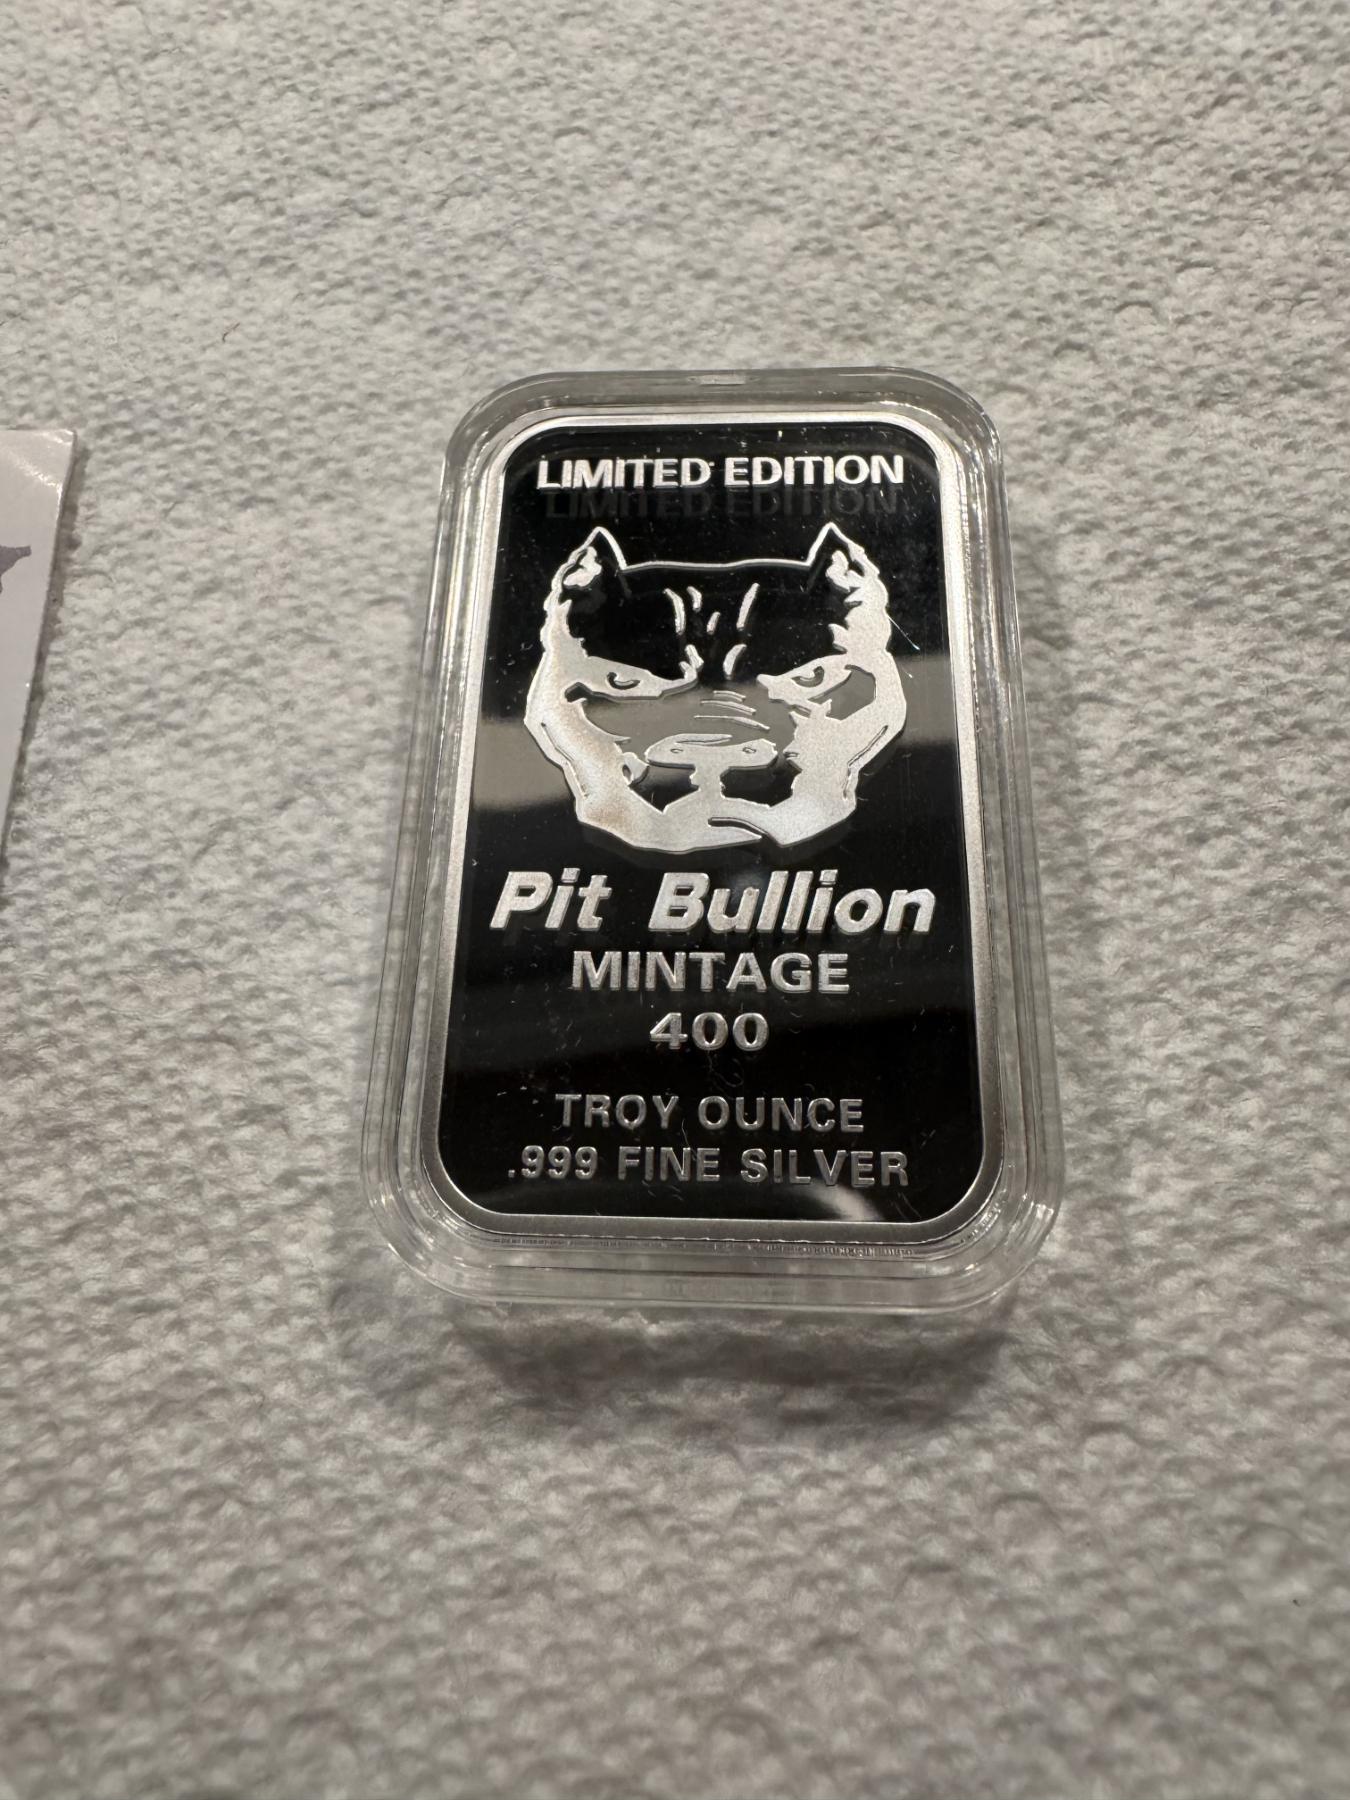 LIMITED EDITION
Pit Bullion
MINTAGE
400
TROY OUNCE
.999 FINE SILVER